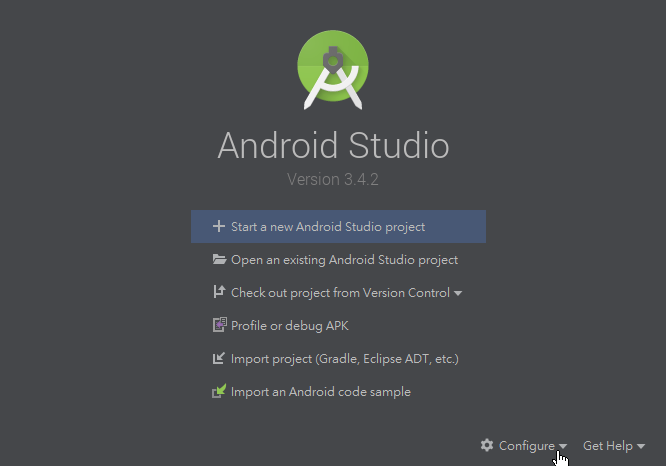 Android Studio
Version 3.4.2
Start a new Android Studio project
Open an existing Android Studio project
Check out project from Version Control
Profile or debug APK
Import project (Gradle, Eclipse ADT, etc.)
Import an Android code sample
Configure Get Help